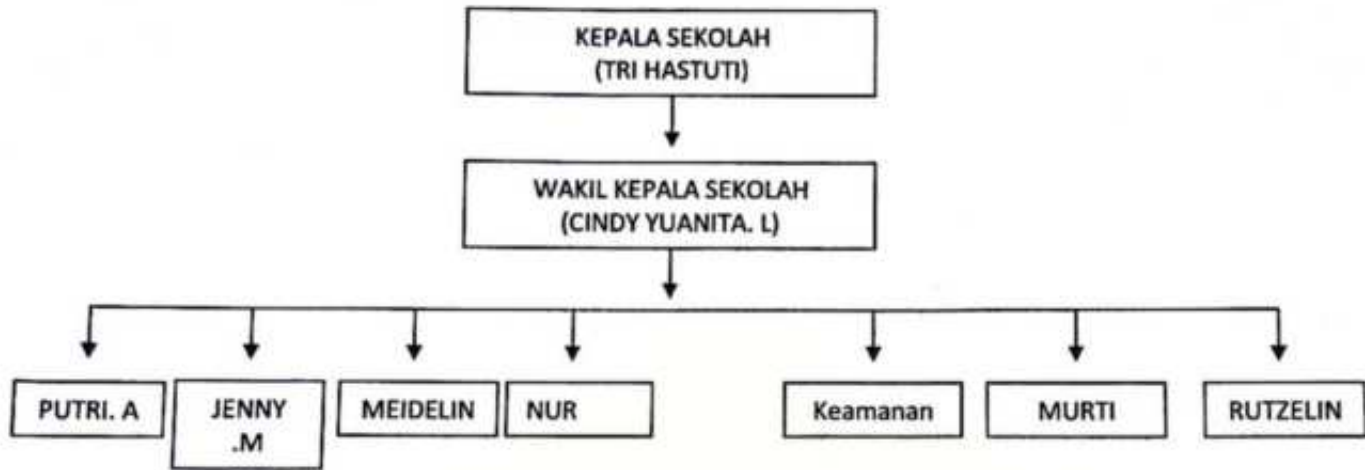 KEPALA SEKOLAH
(TRI HASTUTI)
WAKIL KEPALA SEKOLAH
(CINDY YUANITA. L)
PUTRI. A
JENNY
.M
MEIDELIN
NUR
Keamanan
MURTI
RUTZELIN